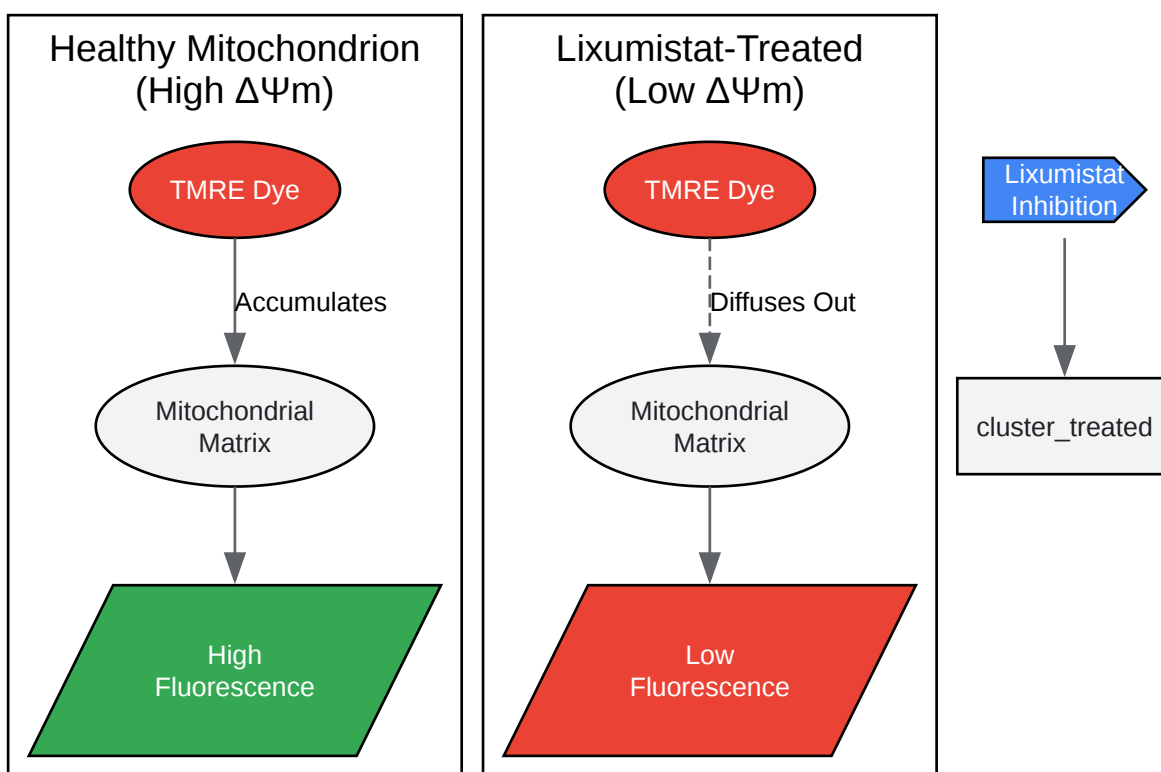 Healthy Mitochondrion
(High ΔΨm)
TMRE Dye
Accumulates
Mitochondrial
Matrix
High
Fluorescence
Lixumistat-Treated
(Low ΔΨm)
TMRE Dye
Diffuses Out
Mitochondrial
Matrix
Low
Fluorescence
Lixumistat
Inhibition
cluster_treated